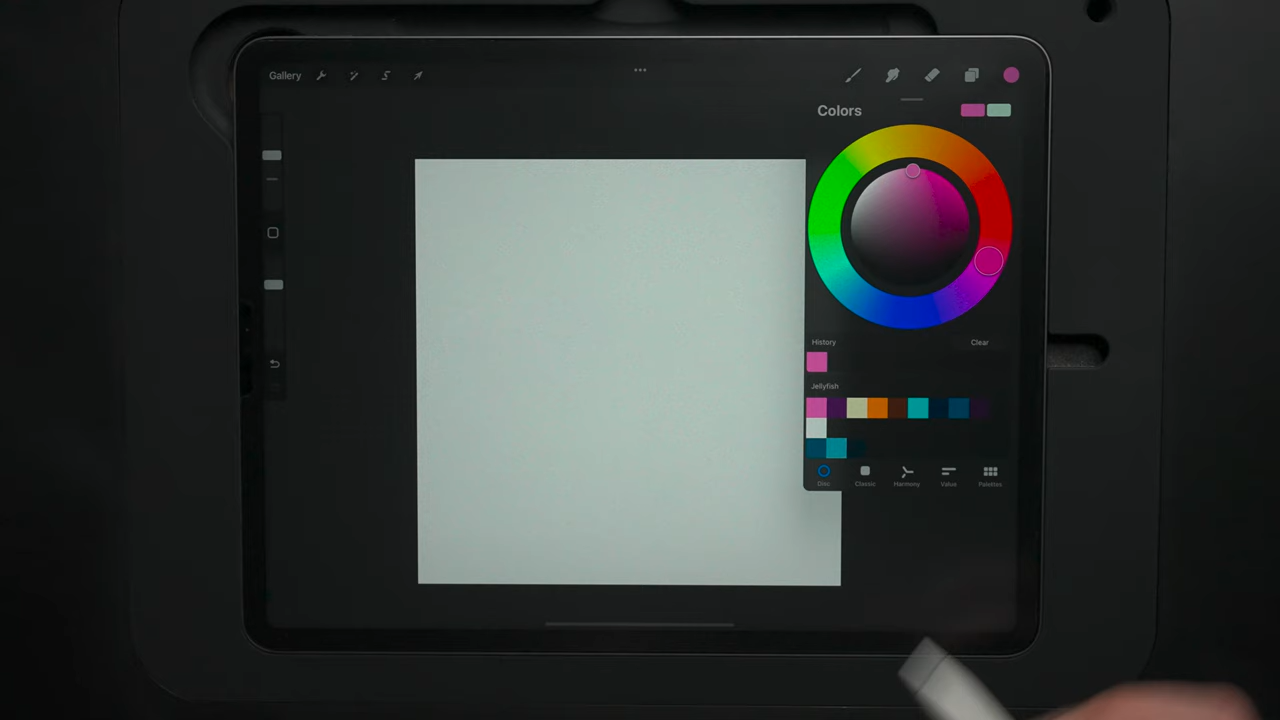 Gallery
Colors
History Clear
Jellyfish
Disc Classic Harmony Value Palettes